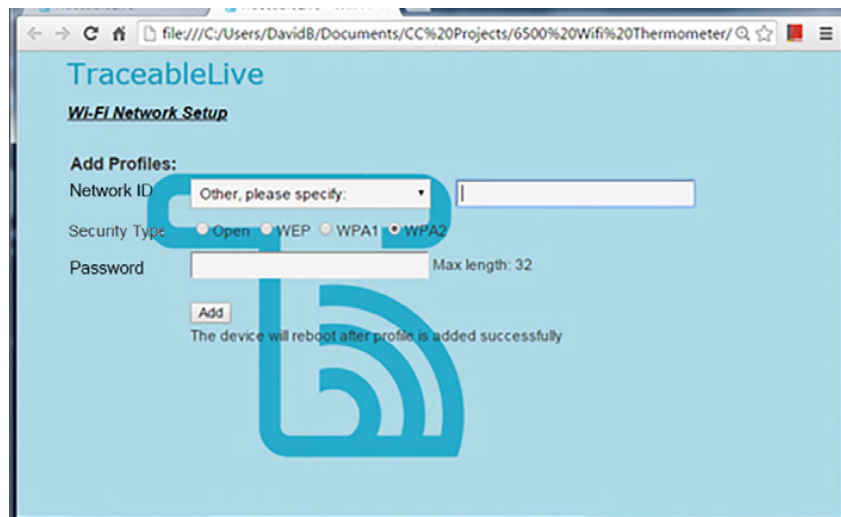 file:///C:/Users/DavidB/Documents/CC%20Projects/6500%20Wifi%20Thermometer/
TraceableLive
Wi-Fi Network Setup
Add Profiles:
Network ID Other, please specify:
Security Type Open WEP WPA1 WPA2
Password Max length: 32
Add
The device will reboot after profile is added successfully